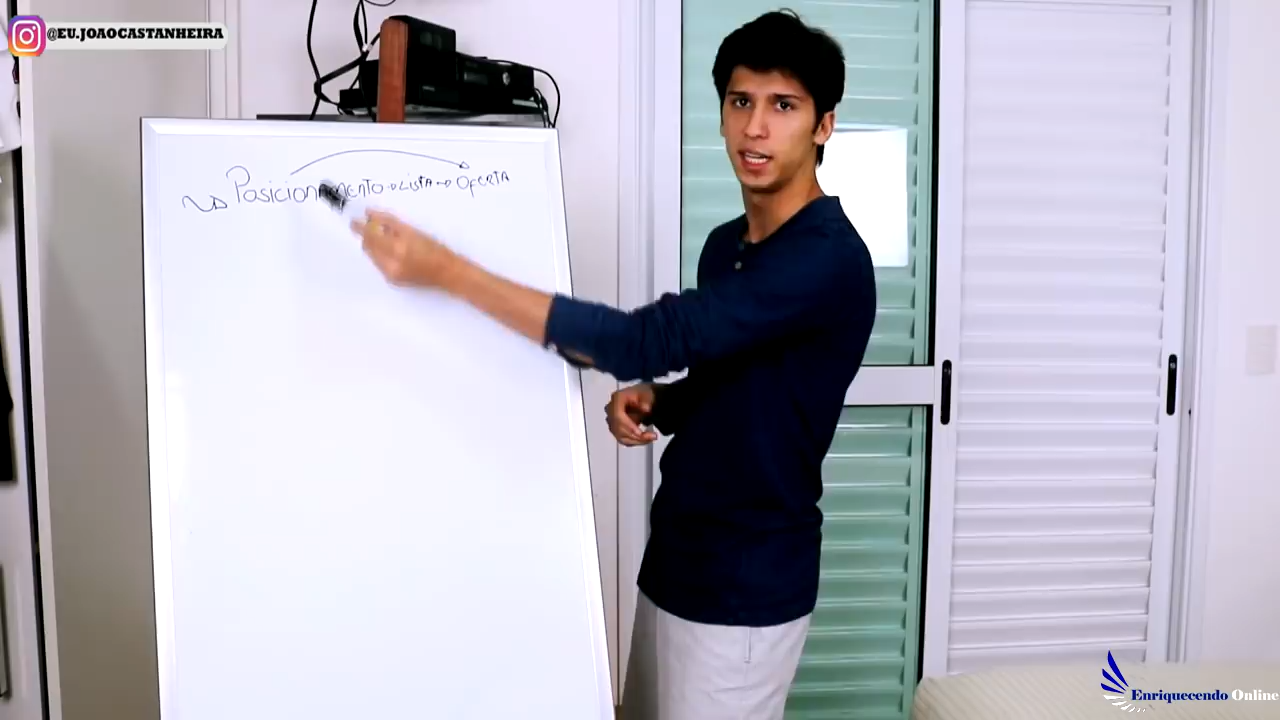 @EU.JOAOCASTANHEIRA
Posicionamento → Lista → Oferta
Enriquecendo Online